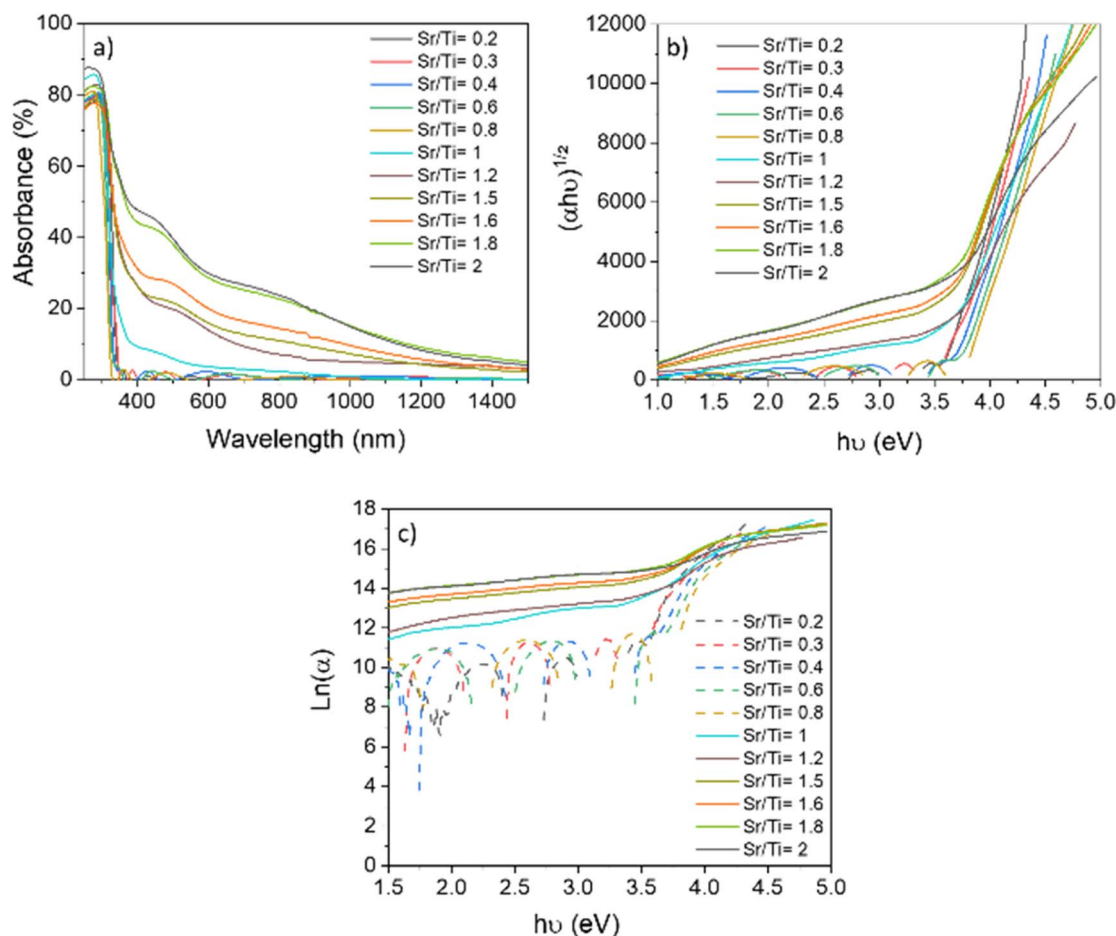 a)
Absorbance (%)
100
80
60
40
20
0
400
600
800
1000
1200
1400
Wavelength (nm)
Sr/Ti= 0.2
Sr/Ti= 0.3
Sr/Ti= 0.4
Sr/Ti= 0.6
Sr/Ti= 0.8
Sr/Ti= 1
Sr/Ti= 1.2
Sr/Ti= 1.5
Sr/Ti= 1.6
Sr/Ti= 1.8
Sr/Ti= 2
b)
(αhυ)^1/2
12000
10000
8000
6000
4000
2000
0
1.0
1.5
2.0
2.5
3.0
3.5
4.0
4.5
5.0
hυ (eV)
Sr/Ti= 0.2
Sr/Ti= 0.3
Sr/Ti= 0.4
Sr/Ti= 0.6
Sr/Ti= 0.8
Sr/Ti= 1
Sr/Ti= 1.2
Sr/Ti= 1.5
Sr/Ti= 1.6
Sr/Ti= 1.8
Sr/Ti= 2
c)
Ln(α)
18
16
14
12
10
8
6
4
2
0
1.5
2.0
2.5
3.0
3.5
4.0
4.5
5.0
hυ (eV)
Sr/Ti= 0.2
Sr/Ti= 0.3
Sr/Ti= 0.4
Sr/Ti= 0.6
Sr/Ti= 0.8
Sr/Ti= 1
Sr/Ti= 1.2
Sr/Ti= 1.5
Sr/Ti= 1.6
Sr/Ti= 1.8
Sr/Ti= 2